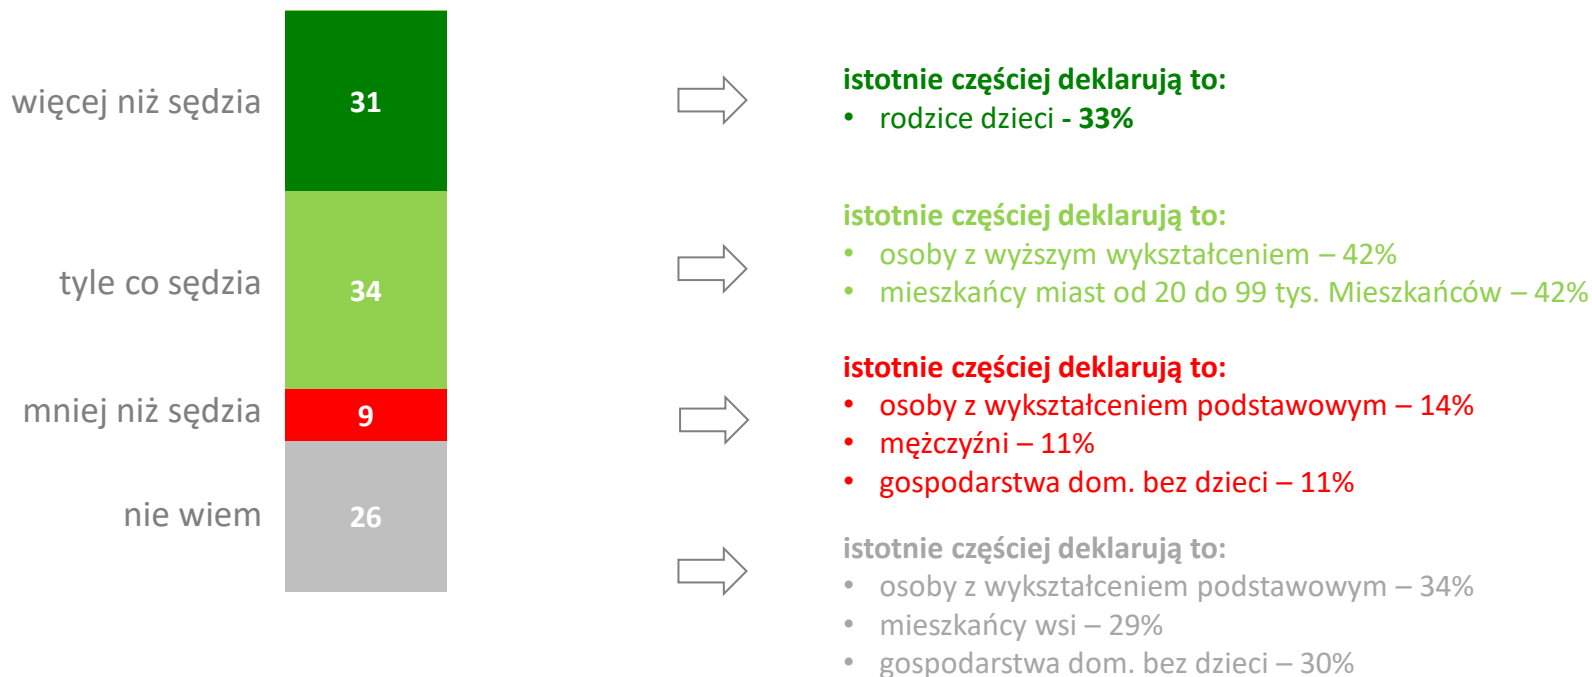 więcej niż sędzia
31
istotnie częściej deklarują to:
• rodzice dzieci - 33%
tyle co sędzia
34
istotnie częściej deklarują to:
• osoby z wyższym wykształceniem – 42%
• mieszkańcy miast od 20 do 99 tys. Mieszkańców – 42%
mniej niż sędzia
9
istotnie częściej deklarują to:
• osoby z wykształceniem podstawowym – 14%
• mężczyźni – 11%
• gospodarstwa dom. bez dzieci – 11%
nie wiem
26
istotnie częściej deklarują to:
• osoby z wykształceniem podstawowym – 34%
• mieszkańcy wsi – 29%
• gospodarstwa dom. bez dzieci – 30%